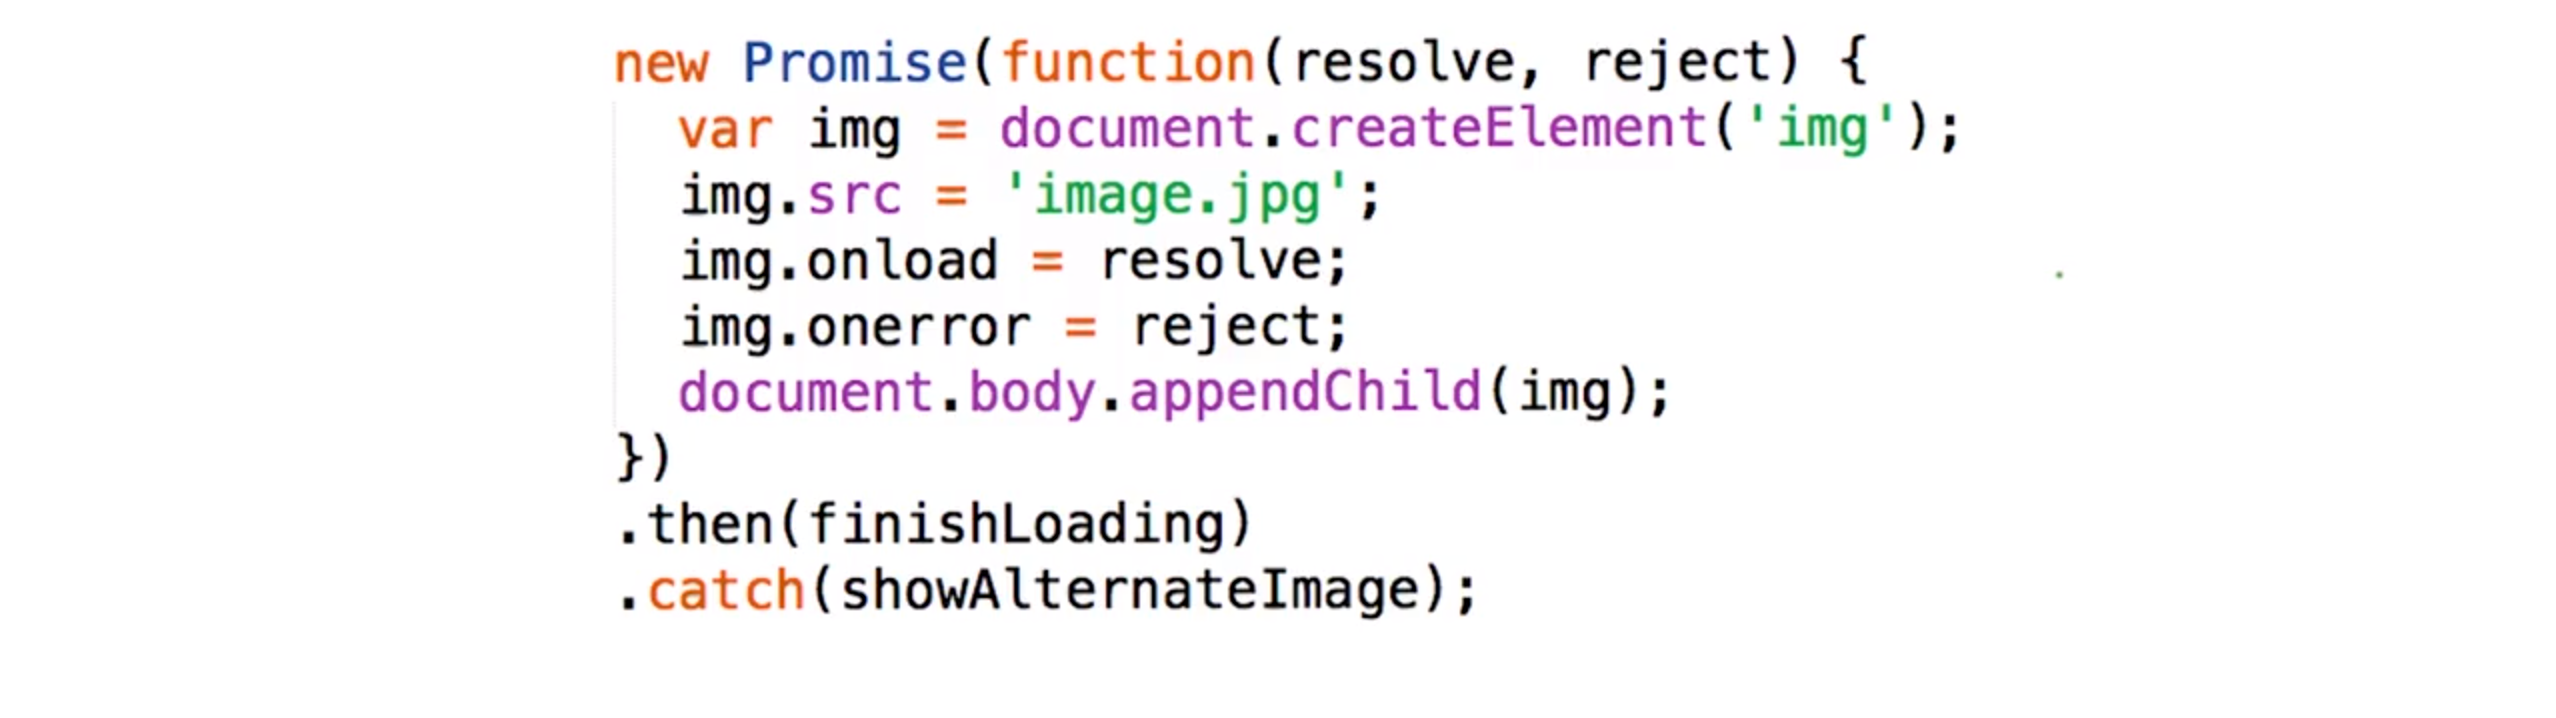 new Promise(function(resolve, reject) {
  var img = document.createElement('img');
  img.src = 'image.jpg';
  img.onload = resolve;
  img.onerror = reject;
  document.body.appendChild(img);
})
.then(finishLoading)
.catch(showAlternateImage);